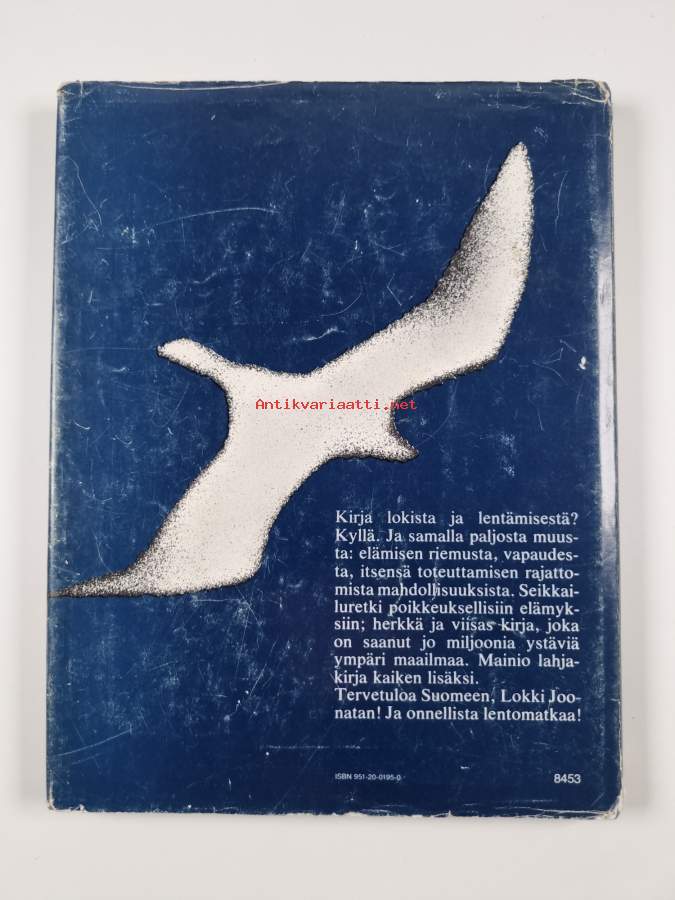 Antikvariaatti.net
Kirja lokista ja lentämisestä?
Kyllä. Ja samalla paljosta muus-
ta: elämisen riemusta, vapaudes-
ta, itsensä toteuttamisen rajatto-
mista mahdollisuuksista. Seikkai-
luretki poikkeuksellisiin elämyk-
siin; herkkä ja viisas kirja, joka
on saanut jo miljoonia ystäviä
ympäri maailmaa. Mainio lahja-
kirja kaiken lisäksi.
Tervetuloa Suomeen, Lokki Joo-
natan! Ja onnellista lentomatkaa!
ISBN 951-20-0195-0
8453